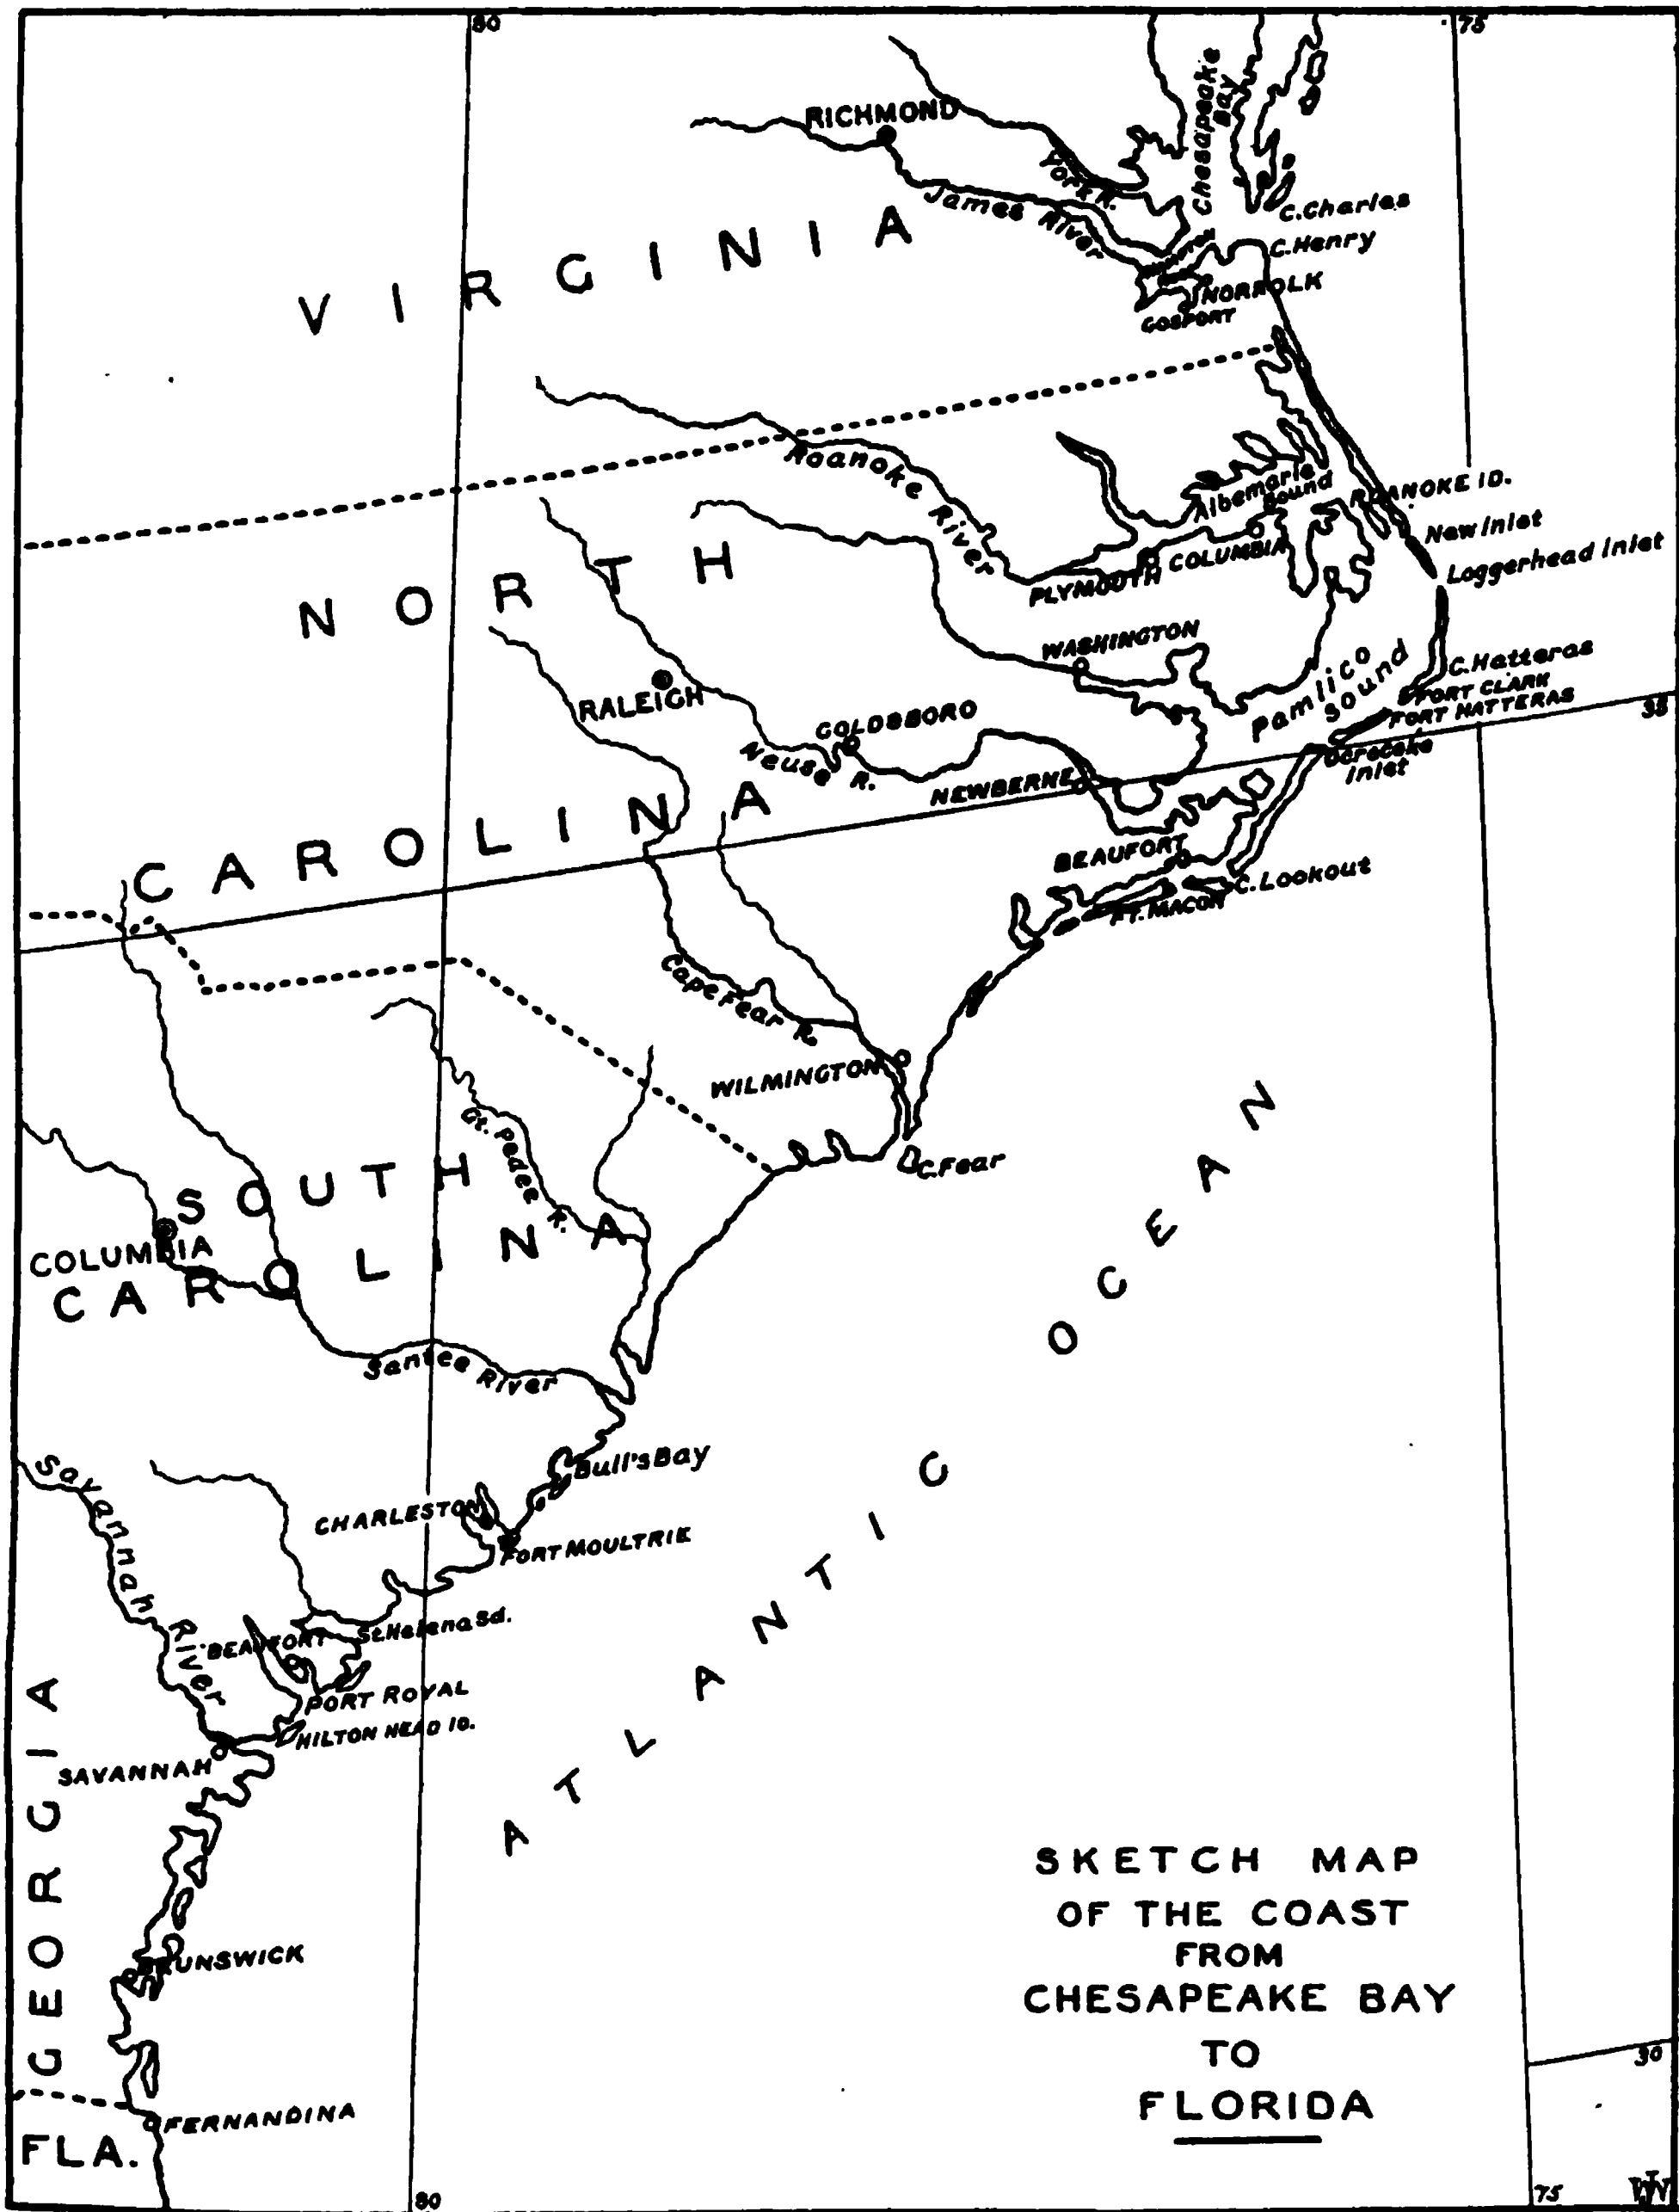 80
75
RICHMOND
Chesapeake
Bay
York R.
James River
C. Charles
C. Henry
NORFOLK
GOSPORT
VIRGINIA
Roanoke River
Albemarle
Sound
ROANOKE ID.
New Inlet
Loggerhead Inlet
PLYMOUTH
COLUMBIA
WASHINGTON
Pamlico
Sound
C. Hatteras
FORT CLARK
FORT HATTERAS
35
Ocracoke
Inlet
NORTH
CAROLINA
RALEIGH
GOLDSBORO
Neuse R.
NEWBERNE
BEAUFORT
C. Lookout
FT. MACON
Cape Fear R.
WILMINGTON
C. Fear
Gt. Pedee R.
SOUTH
CAROLINA
COLUMBIA
Santee River
Bull's Bay
CHARLESTON
FORT MOULTRIE
Savannah River
BEAUFORT
St. Helena Sd.
PORT ROYAL
HILTON HEAD ID.
SAVANNAH
GEORGIA
BRUNSWICK
FERNANDINA
FLA.
ATLANTIC OCEAN
SKETCH MAP
OF THE COAST
FROM
CHESAPEAKE BAY
TO
FLORIDA
30
80
75